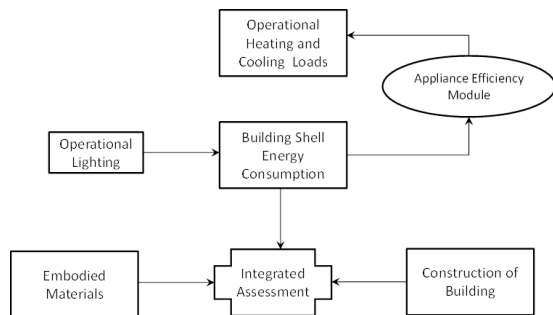 Operational
Heating and
Cooling Loads
Appliance Efficiency
Module
Operational
Lighting
Building Shell
Energy
Consumption
Embodied
Materials
Integrated
Assessment
Construction of
Building